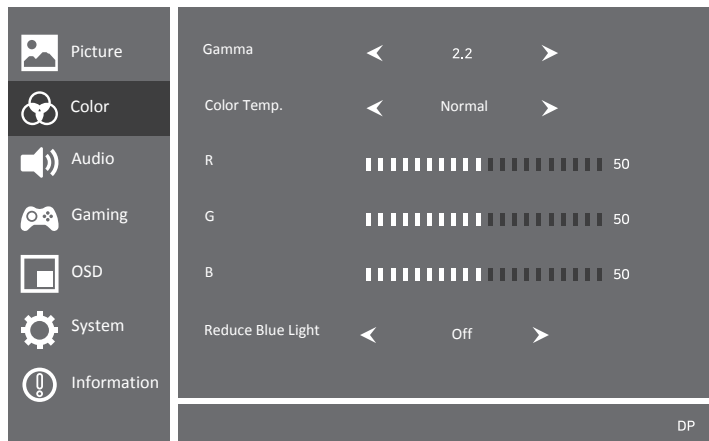 Picture
Color
Audio
Gaming
OSD
System
Information
Gamma 2.2
Color Temp. Normal
R 50
G 50
B 50
Reduce Blue Light Off
DP